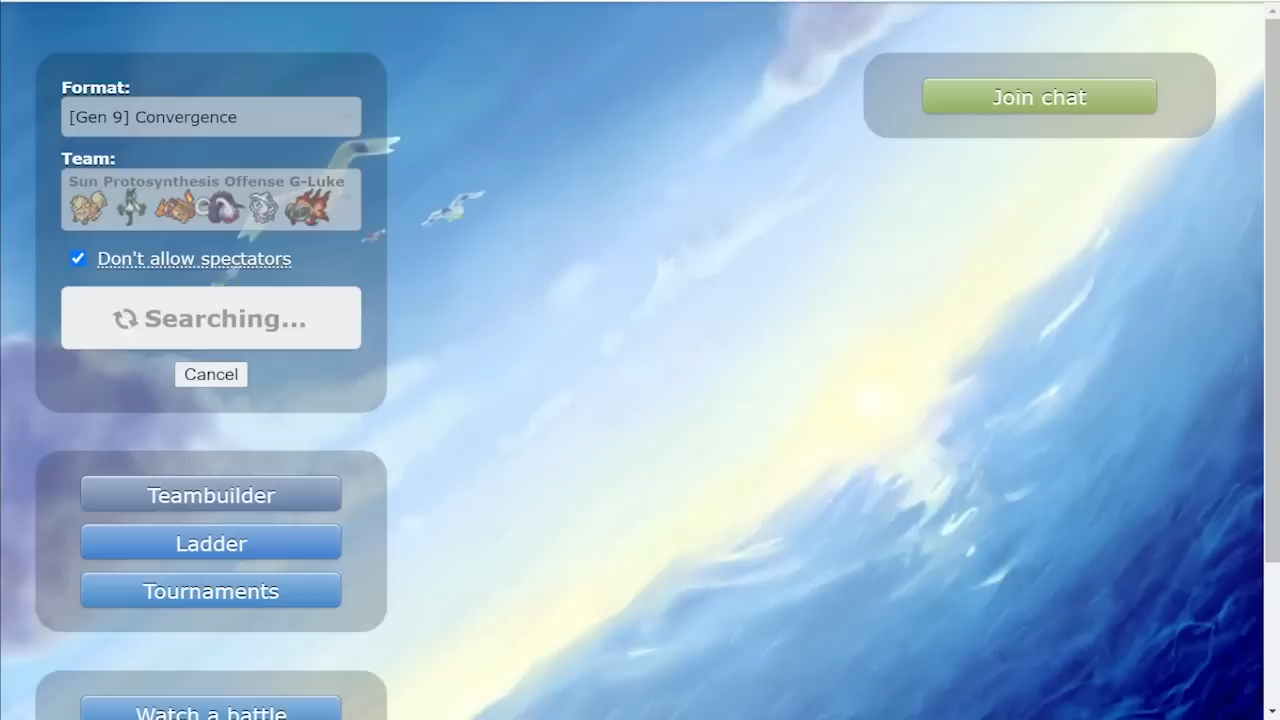 Format:
[Gen 9] Convergence
Team:
Sun Protosynthesis Offense G-Luke
Don't allow spectators
Searching...
Cancel
Teambuilder
Ladder
Tournaments
Watch a battle
Join chat